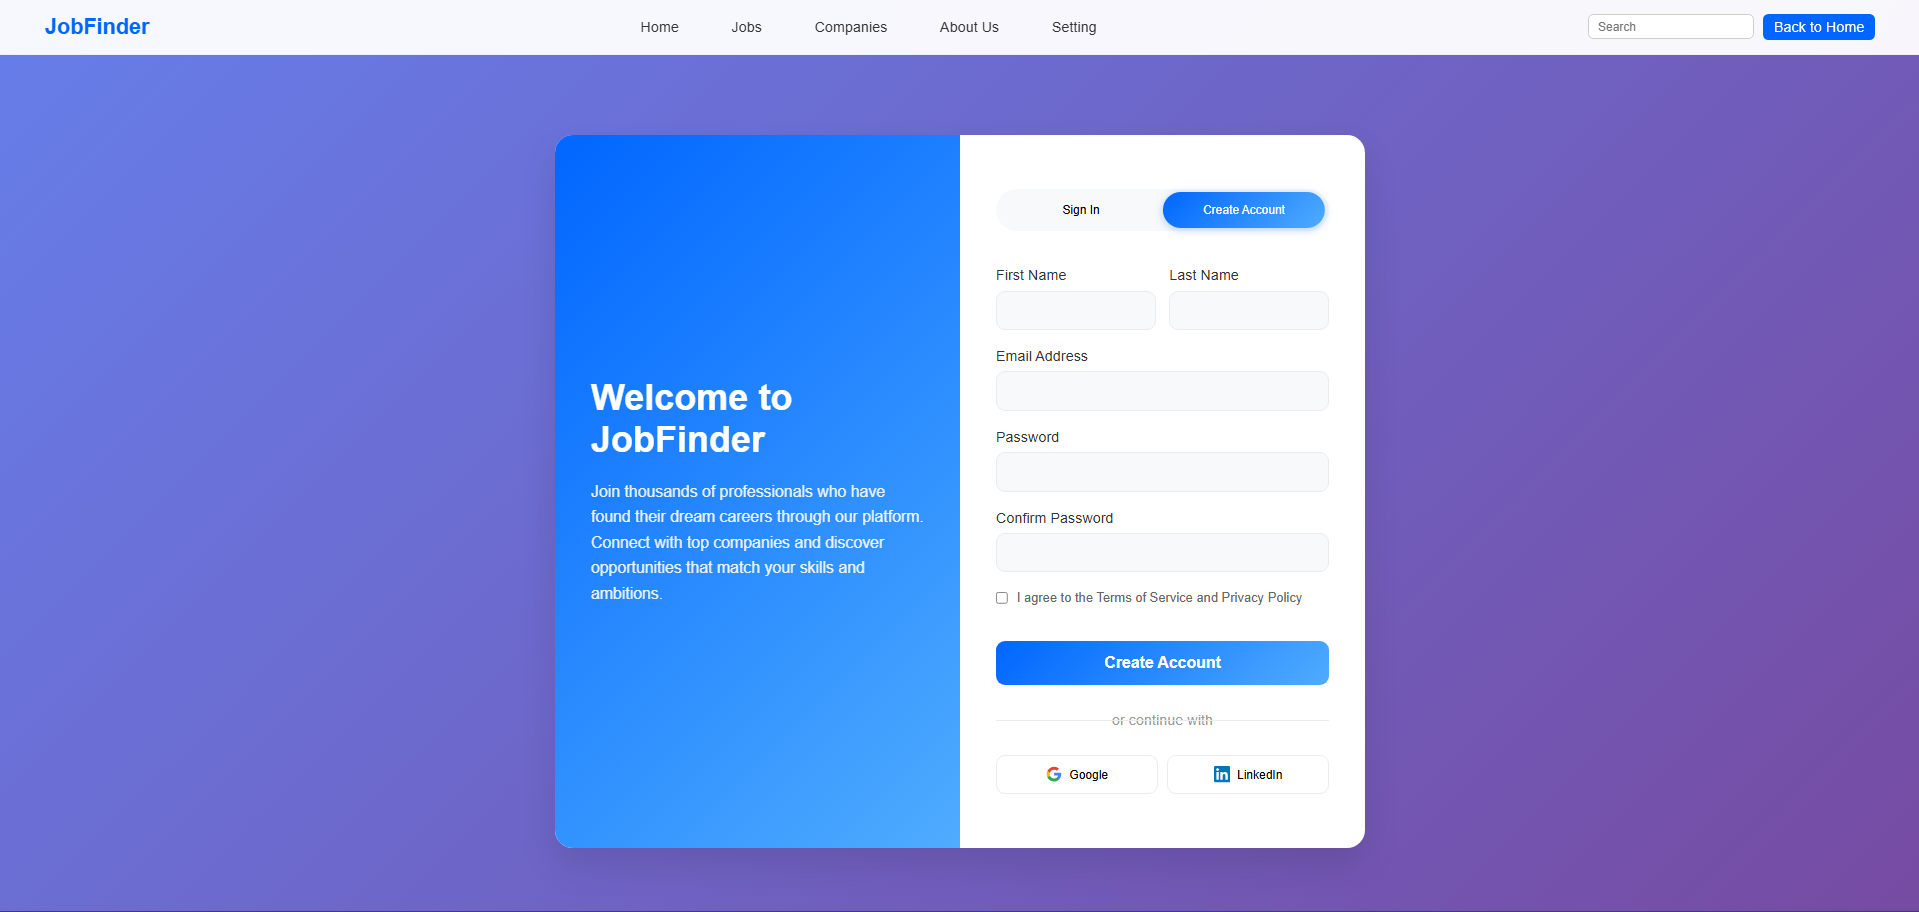 JobFinder
Home
Jobs
Companies
About Us
Setting
Search
Back to Home
Welcome to
JobFinder
Join thousands of professionals who have
found their dream careers through our platform.
Connect with top companies and discover
opportunities that match your skills and
ambitions.
Sign In
Create Account
First Name
Last Name
Email Address
Password
Confirm Password
I agree to the Terms of Service and Privacy Policy
Create Account
or continue with
Google
LinkedIn